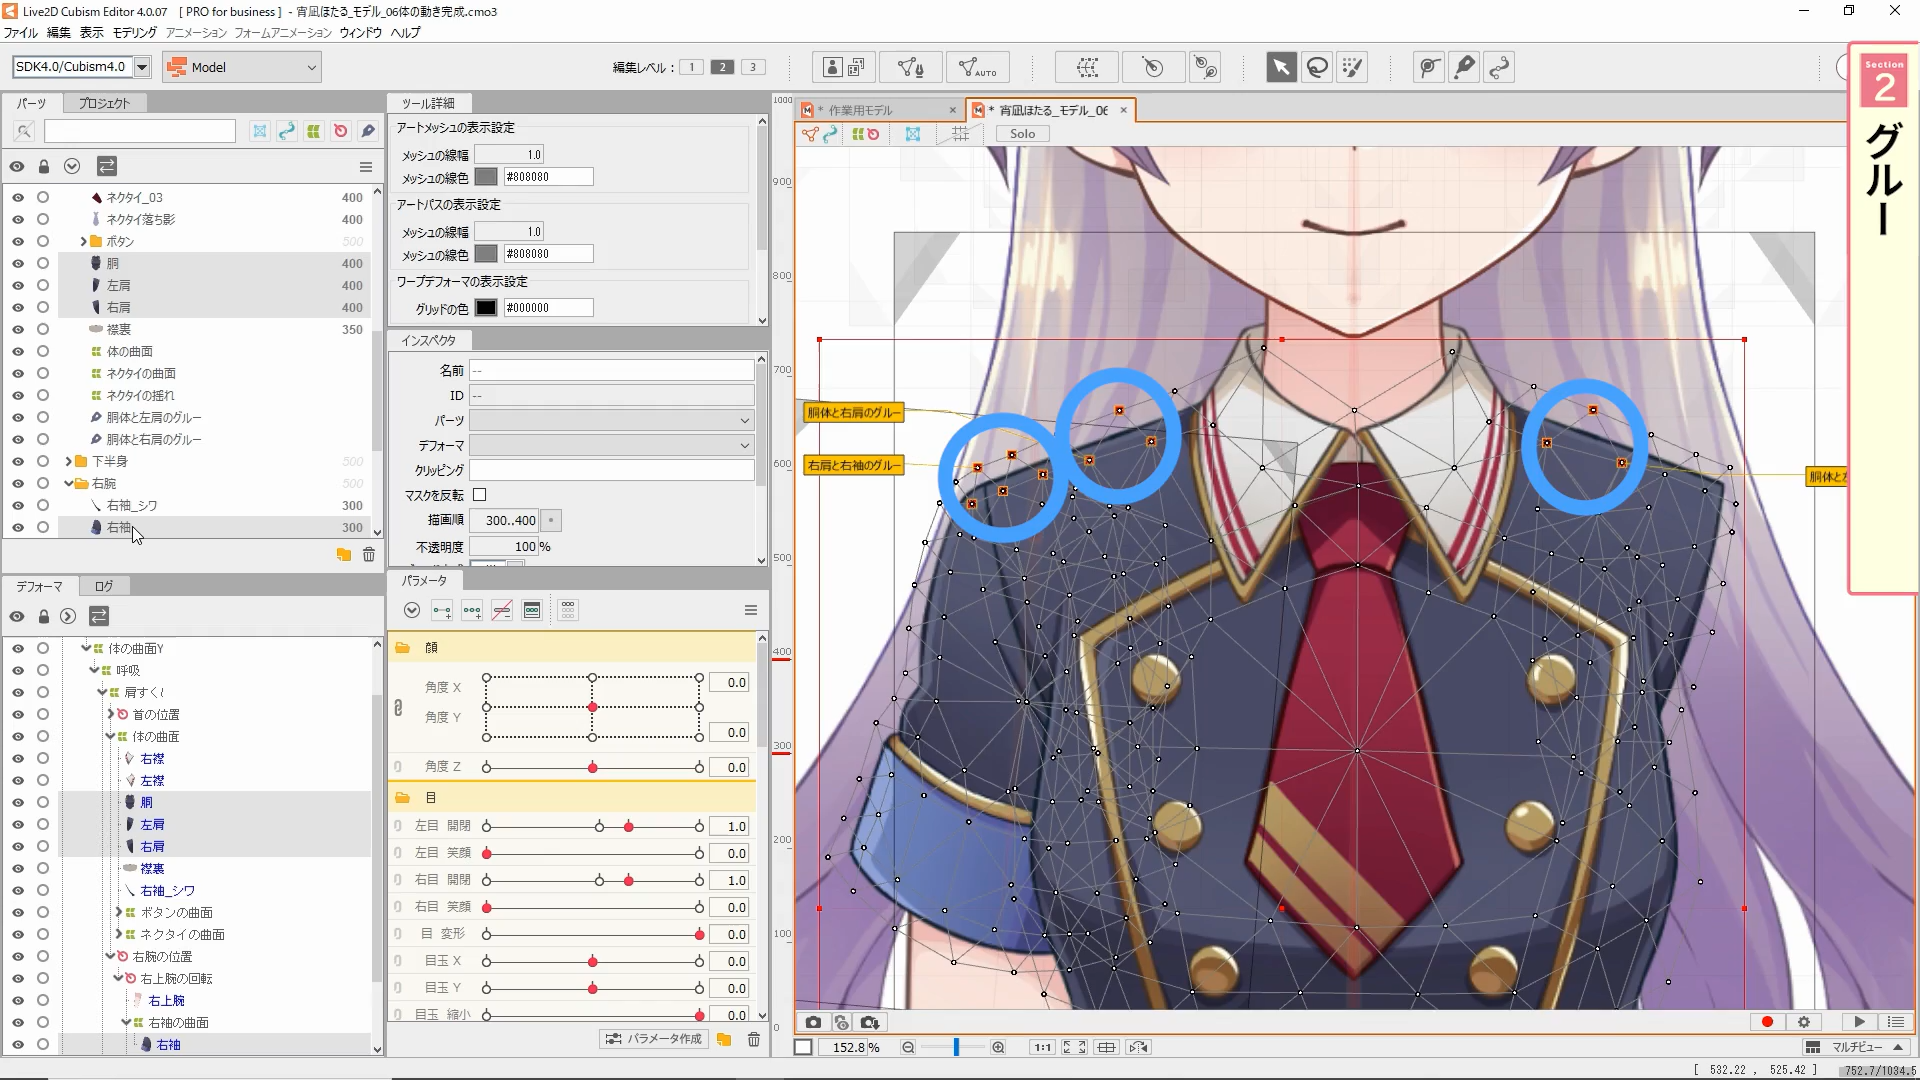 Live2D Cubism Editor 4.0.07 [ PRO for business ] - 宵凪ほたる_モデル_06体の動き完成.cmo3
ファイル 編集 表示 モデリング アニメーション フォームアニメーション ウィンドウ ヘルプ
SDK4.0/Cubism4.0
Model
編集レベル : 1 2 3
AUTO
Section
2
グルー
パーツ プロジェクト
ネクタイ_03 400
ネクタイ落ち影 400
ボタン 500
胴 400
左肩 400
右肩 400
襟裏 350
体の曲面
ネクタイの曲面
ネクタイの揺れ
胴体と左肩のグルー
胴体と右肩のグルー
下半身 500
右腕 500
右袖_シワ 300
右袖 300
デフォーマ ログ
体の曲面Y
呼吸
首の位置
体の曲面
右襟
左襟
胴
左肩
右肩
襟裏
右袖_シワ
ボタンの曲面
ネクタイの曲面
右腕の位置
右上腕の回転
右上腕
右袖の曲面
右袖
ツール詳細
アートメッシュの表示設定
メッシュの線幅 1.0
メッシュの線色 #808080
アートパスの表示設定
メッシュの線幅 1.0
メッシュの線色 #808080
ワープデフォーマの表示設定
グリッドの色 #000000
インスペクタ
名前 --
ID --
パーツ
デフォーマ
クリッピング
マスクを反転
描画順 300..400
不透明度 100 %
パラメータ
顔
角度 X 0.0
角度 Y 0.0
角度 Z 0.0
目
左目 開閉 1.0
左目 笑顔 0.0
右目 開閉 1.0
右目 笑顔 0.0
目 変形 0.0
目玉 X 0.0
目玉 Y 0.0
目玉 縮小 0.0
パラメータ作成
* 作業用モデル ×
* 宵凪ほたる_モデル_06 ×
Solo
1000
900
800
700
600
500
400
300
200
100
0
胴体と右肩のグルー
右肩と右袖のグルー
胴体と
152.8 %
1:1
マルチビュー
[ 532.22 , 525.42 ] 752.7/1034.5